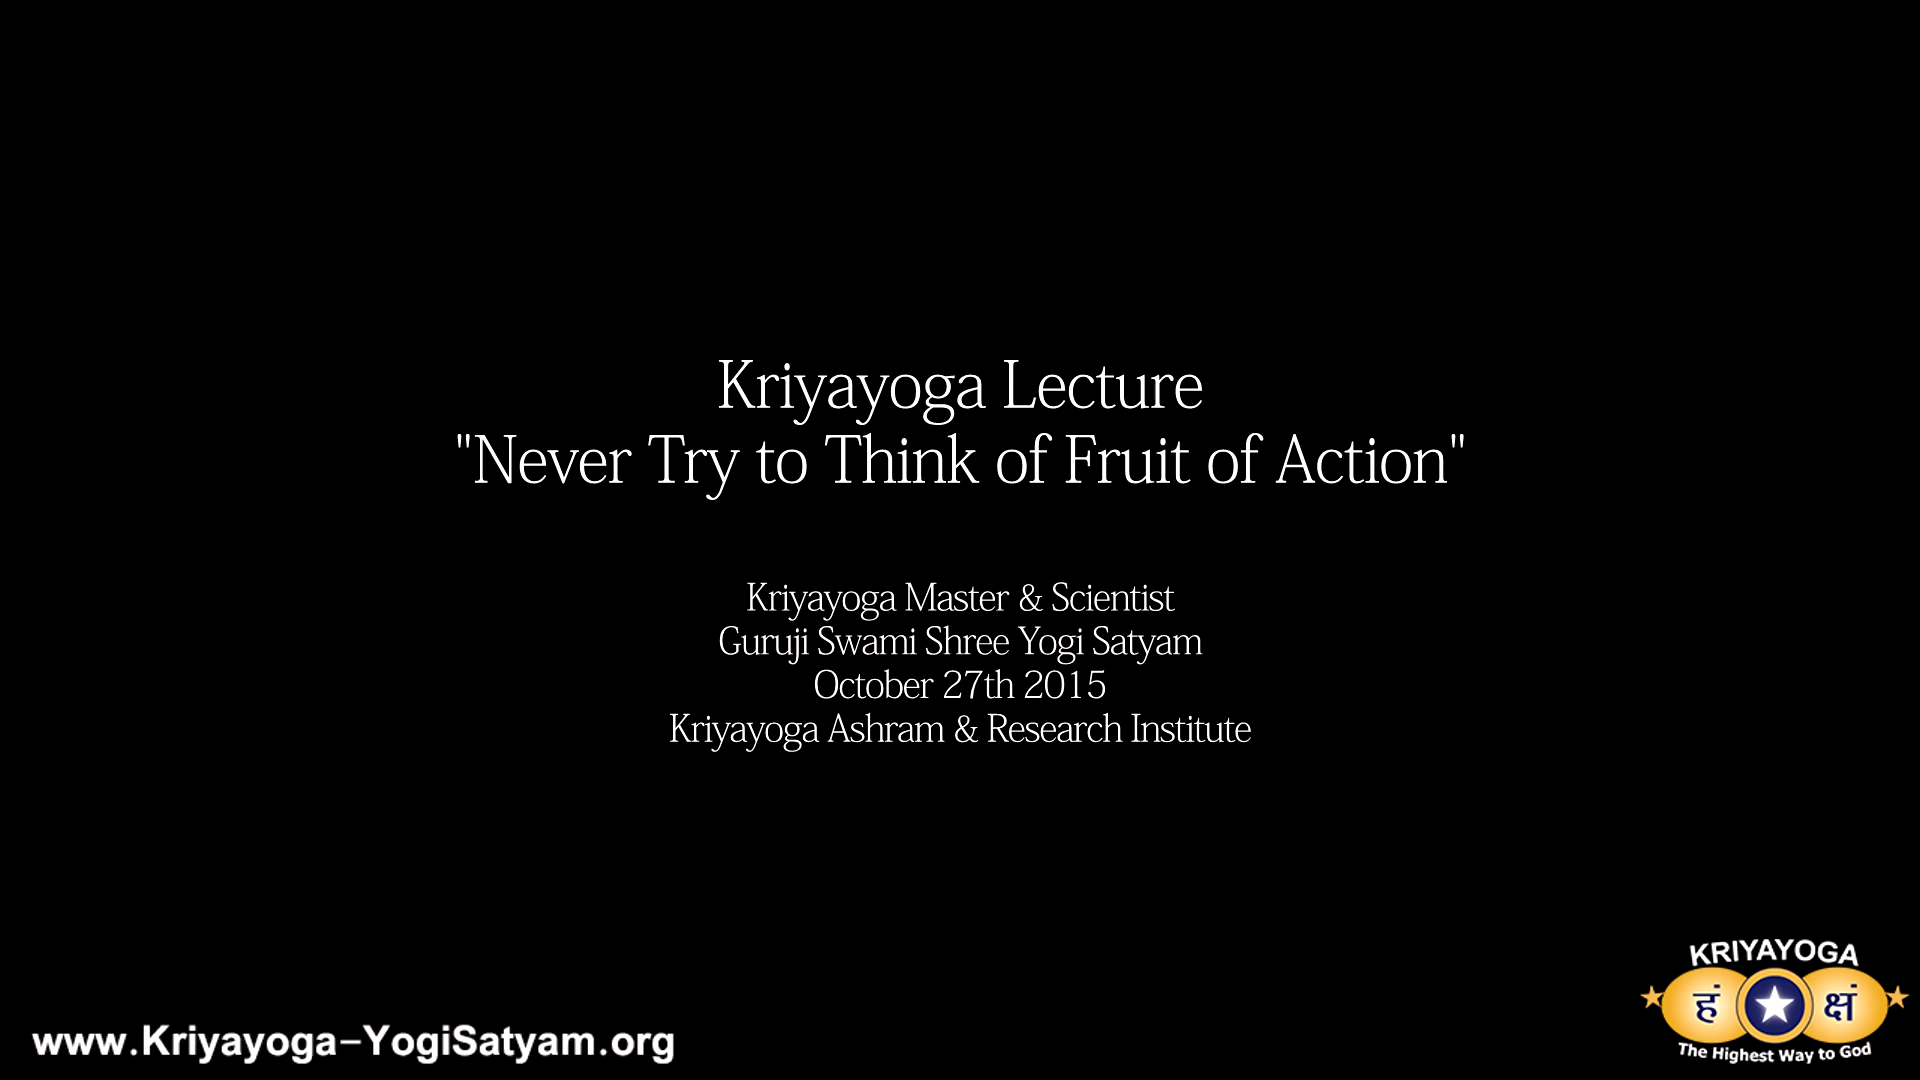 Kriyayoga Lecture
"Never Try to Think of Fruit of Action"
Kriyayoga Master & Scientist
Guruji Swami Shree Yogi Satyam
October 27th 2015
Kriyayoga Ashram & Research Institute
www.Kriyayoga-YogiSatyam.org
KRIYAYOGA
हं क्षं
The Highest Way to God